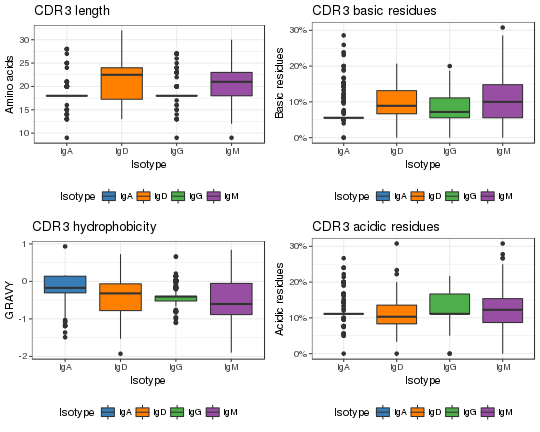 CDR3 length
Amino acids
30
25
20
15
10
IgA IgD IgG IgM
Isotype
Isotype IgA IgD IgG IgM
CDR3 basic residues
Basic residues
30%
20%
10%
0%
IgA IgD IgG IgM
Isotype
Isotype IgA IgD IgG IgM
CDR3 hydrophobicity
GRAVY
1
0
-1
-2
IgA IgD IgG IgM
Isotype
Isotype IgA IgD IgG IgM
CDR3 acidic residues
Acidic residues
30%
20%
10%
0%
IgA IgD IgG IgM
Isotype
Isotype IgA IgD IgG IgM